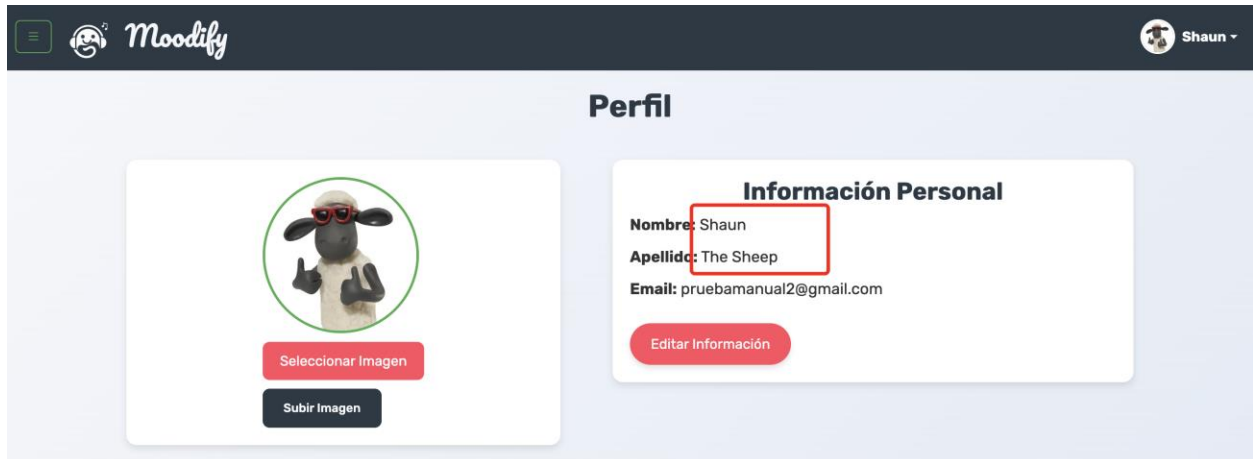 Moodify
Shaun
Perfil
Seleccionar Imagen
Subir Imagen
Información Personal
Nombre: Shaun
Apellido: The Sheep
Email: pruebamanual2@gmail.com
Editar Información